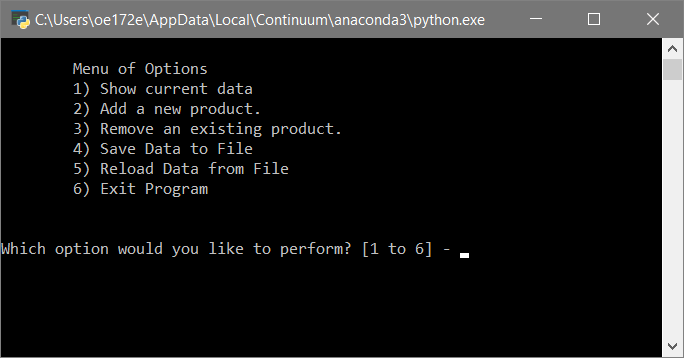 C:\Users\oe172e\AppData\Local\Continuum\anaconda3\python.exe
Menu of Options
1) Show current data
2) Add a new product.
3) Remove an existing product.
4) Save Data to File
5) Reload Data from File
6) Exit Program
Which option would you like to perform? [1 to 6] -